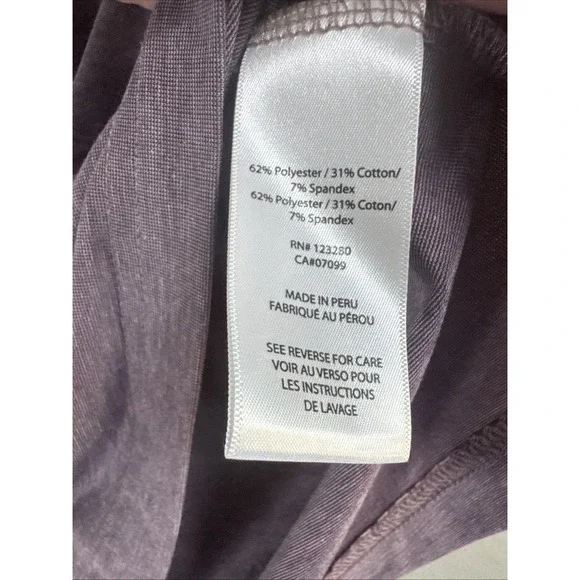 62% Polyester / 31% Cotton/
7% Spandex
62% Polyester / 31% Coton/
7% Spandex
RN# 123280
CA#07099
MADE IN PERU
FABRIQUÉ AU PÉROU
SEE REVERSE FOR CARE
VOIR AU VERSO POUR
LES INSTRUCTIONS
DE LAVAGE